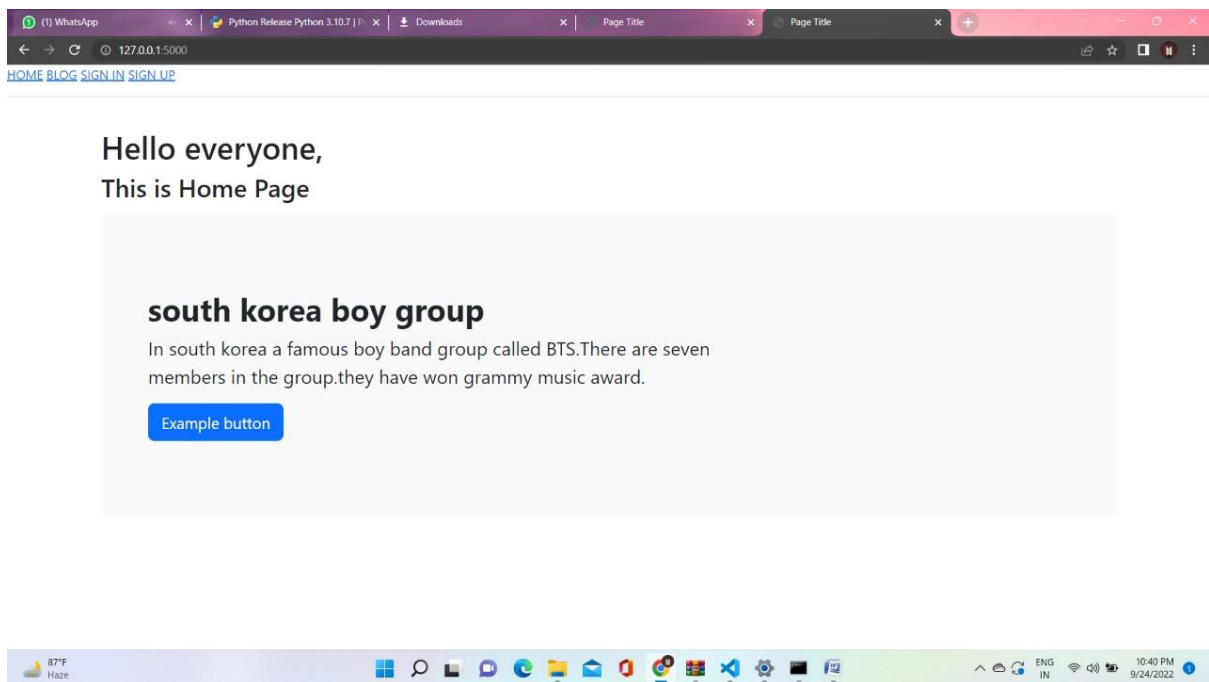 (1) WhatsApp
Python Release Python 3.10.7 | P
Downloads
Page Title
Page Title
127.0.0.1:5000
HOME BLOG SIGN IN SIGN UP
Hello everyone,
This is Home Page
south korea boy group
In south korea a famous boy band group called BTS.There are seven
members in the group.they have won grammy music award.
Example button
87°F
Haze
ENG
IN
10:40 PM
9/24/2022
1